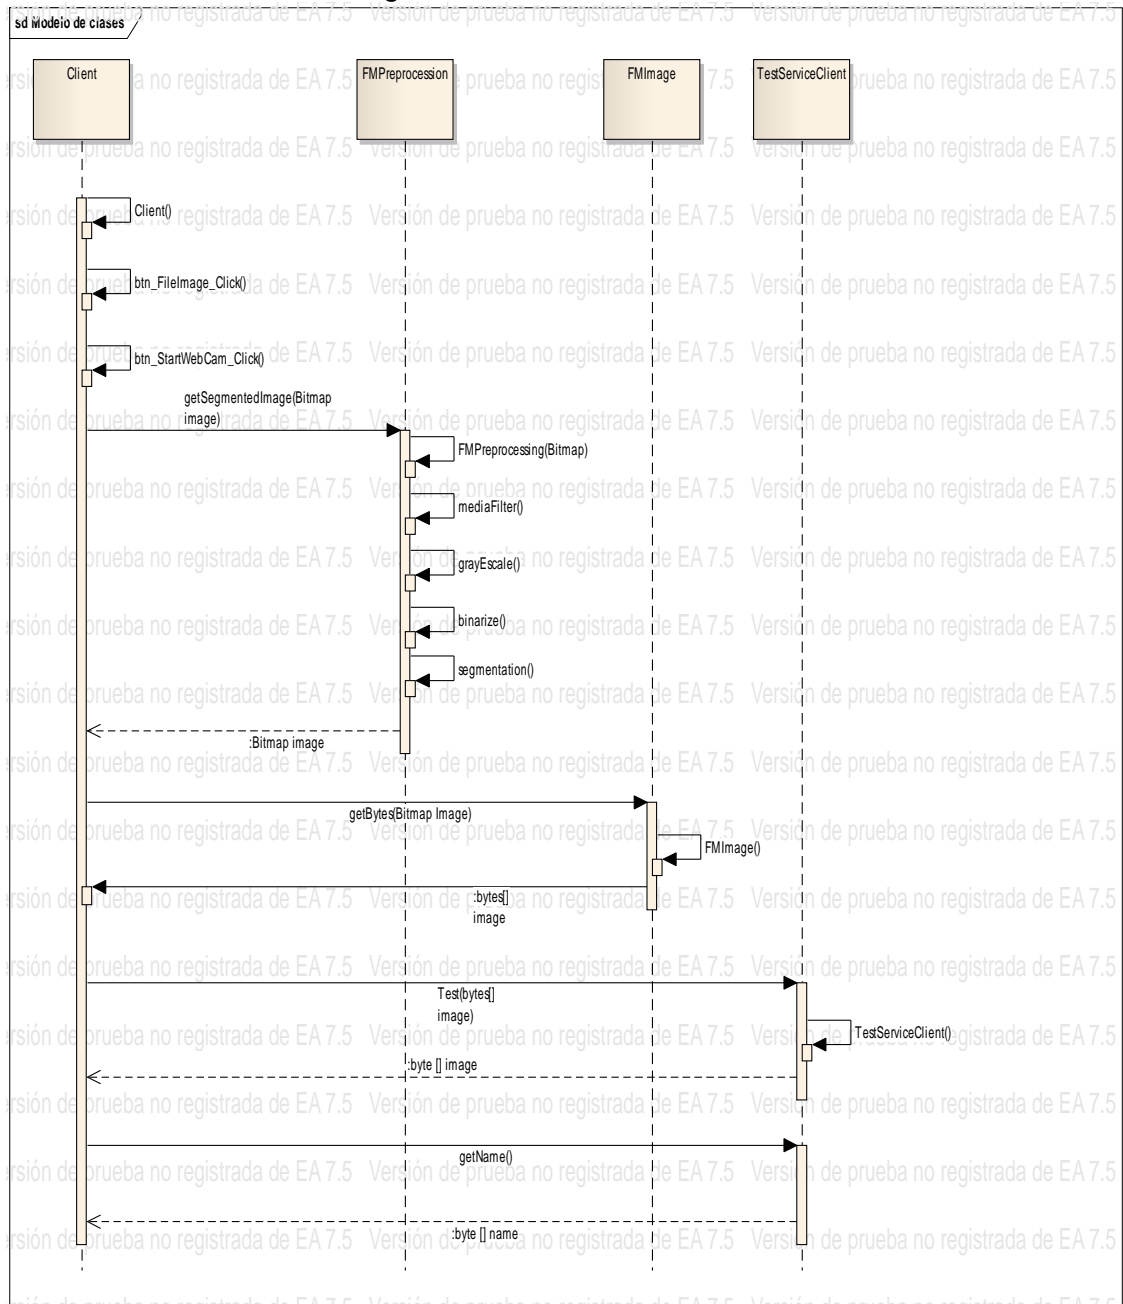 sd Modelo de clases
Client
FMPreprocession
FMImage
TestServiceClient
Client()
btn_FileImage_Click()
btn_StartWebCam_Click()
getSegmentedImage(Bitmap
image)
FMPreprocessing(Bitmap)
mediaFilter()
grayEscale()
binarize()
segmentation()
:Bitmap image
getBytes(Bitmap Image)
FMImage()
:bytes[]
image
Test(bytes[]
image)
TestServiceClient()
:byte [] image
getName()
:byte [] name
Versión de prueba no registrada de EA 7.5